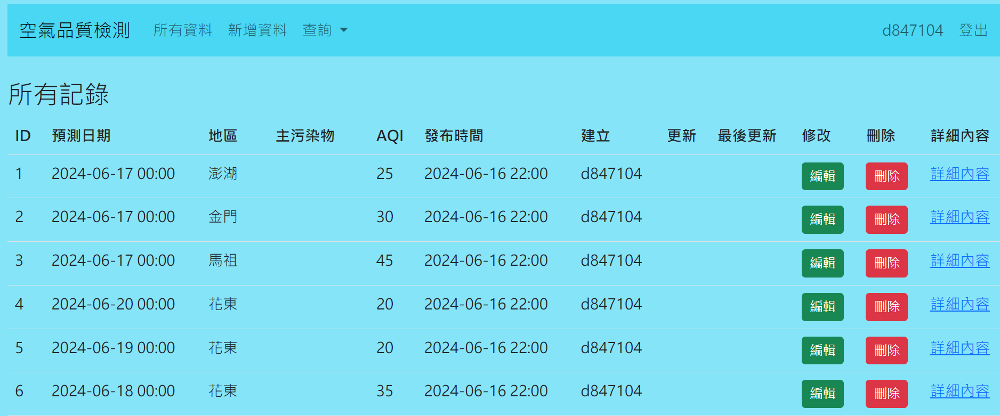 空氣品質檢測 所有資料 新增資料 查詢 d847104 登出
所有記錄
ID 預測日期 地區 主污染物 AQI 發布時間 建立 更新 最後更新 修改 刪除 詳細內容
1 2024-06-17 00:00 澎湖 25 2024-06-16 22:00 d847104 編輯 刪除 詳細內容
2 2024-06-17 00:00 金門 30 2024-06-16 22:00 d847104 編輯 刪除 詳細內容
3 2024-06-17 00:00 馬祖 45 2024-06-16 22:00 d847104 編輯 刪除 詳細內容
4 2024-06-20 00:00 花東 20 2024-06-16 22:00 d847104 編輯 刪除 詳細內容
5 2024-06-19 00:00 花東 20 2024-06-16 22:00 d847104 編輯 刪除 詳細內容
6 2024-06-18 00:00 花東 35 2024-06-16 22:00 d847104 編輯 刪除 詳細內容